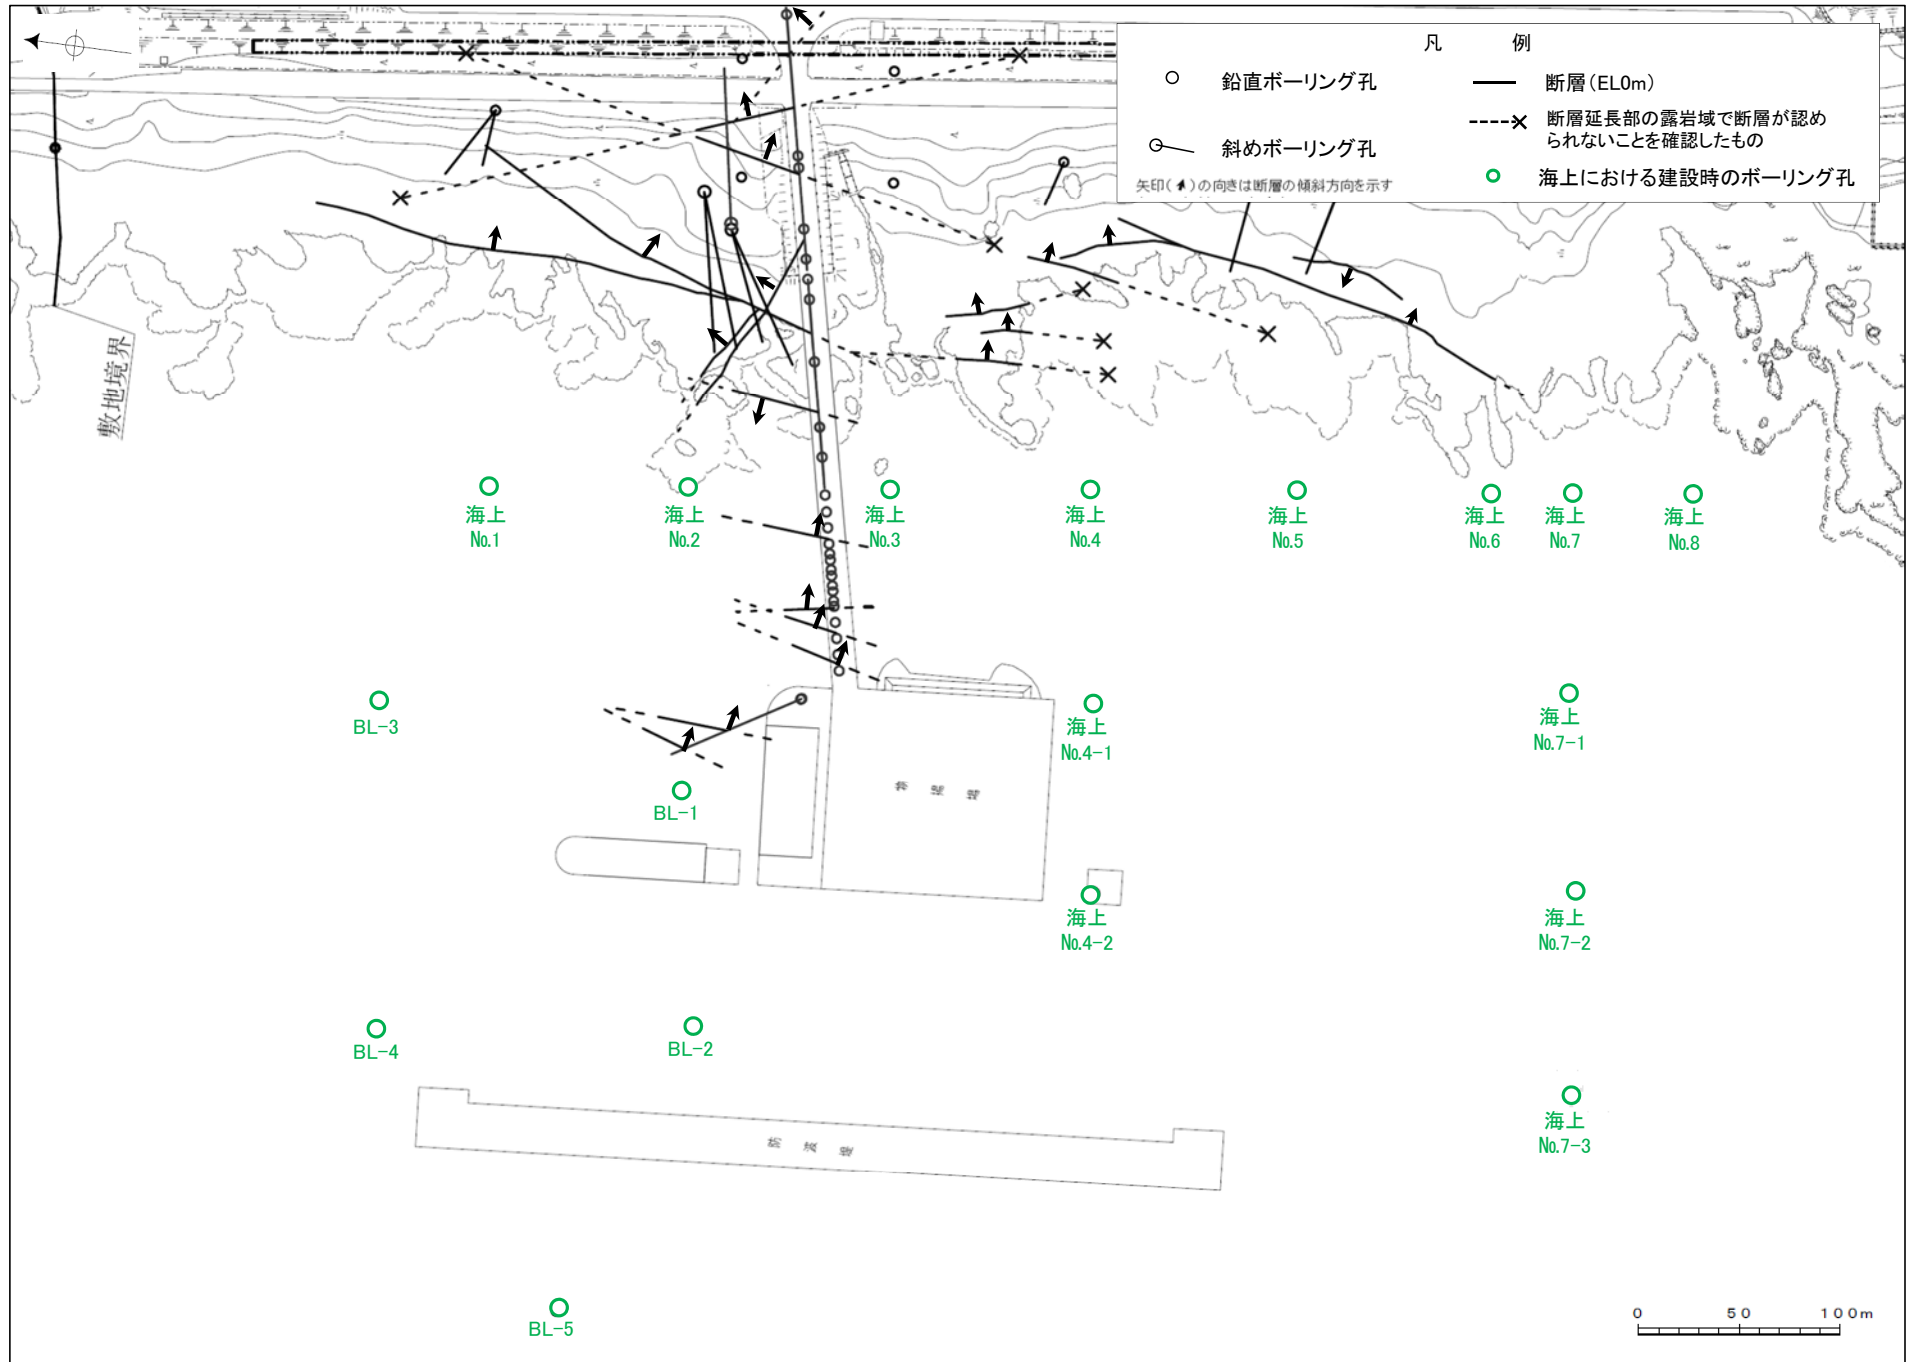 凡 例
鉛直ボーリング孔
斜めボーリング孔
矢印( )の向きは断層の傾斜方向を示す
断層(EL0m)
断層延長部の露岩域で断層が認め
られないことを確認したもの
海上における建設時のボーリング孔
敷地境界
海上
No.1
海上
No.2
海上
No.3
海上
No.4
海上
No.5
海上
No.6
海上
No.7
海上
No.8
BL-3
海上
No.4-1
海上
No.7-1
BL-1
海上
No.4-2
海上
No.7-2
BL-4
BL-2
海上
No.7-3
防 波 堤
BL-5
0 50 100m